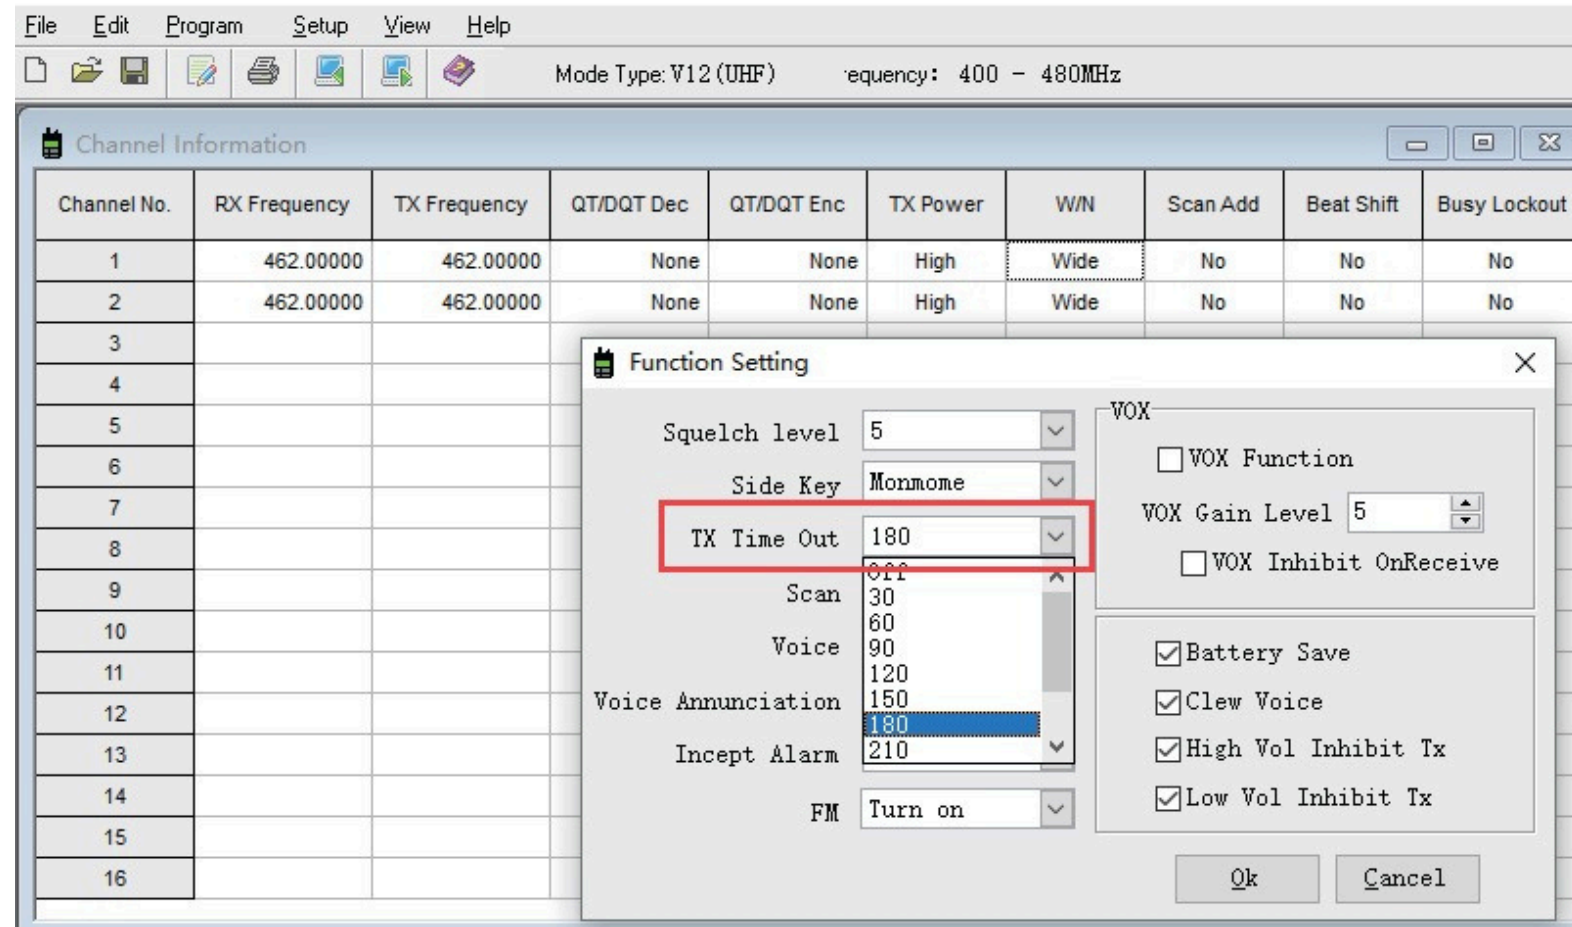 File Edit Program Setup View Help
Mode Type: V12 (UHF) equency: 400 - 480MHz
Channel Information
Channel No. RX Frequency TX Frequency QT/DQT Dec QT/DQT Enc TX Power W/N Scan Add Beat Shift Busy Lockout
1 462.00000 462.00000 None None High Wide No No No
2 462.00000 462.00000 None None High Wide No No No
3
4
5
6
7
8
9
10
11
12
13
14
15
16
Function Setting
Squelch level 5
Side Key Monmome
TX Time Out 180
Off
30
60
90
120
150
180
210
Scan
Voice
Voice Annunciation
Incept Alarm
FM Turn on
VOX
VOX Function
VOX Gain Level 5
VOX Inhibit OnReceive
Battery Save
Clew Voice
High Vol Inhibit Tx
Low Vol Inhibit Tx
Ok Cancel